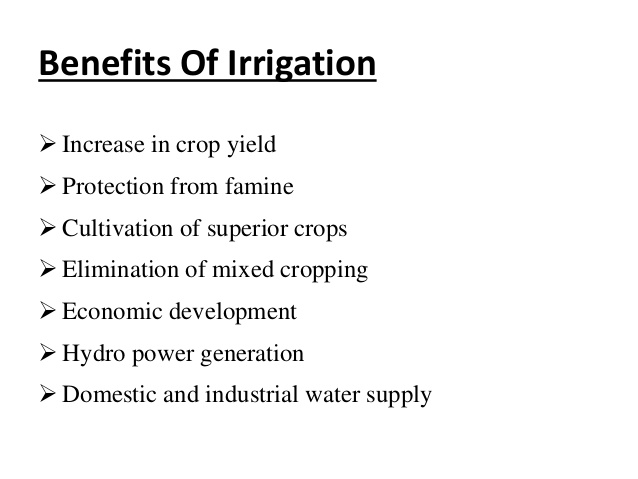 Benefits Of Irrigation
➢ Increase in crop yield
➢ Protection from famine
➢ Cultivation of superior crops
➢ Elimination of mixed cropping
➢ Economic development
➢ Hydro power generation
➢ Domestic and industrial water supply